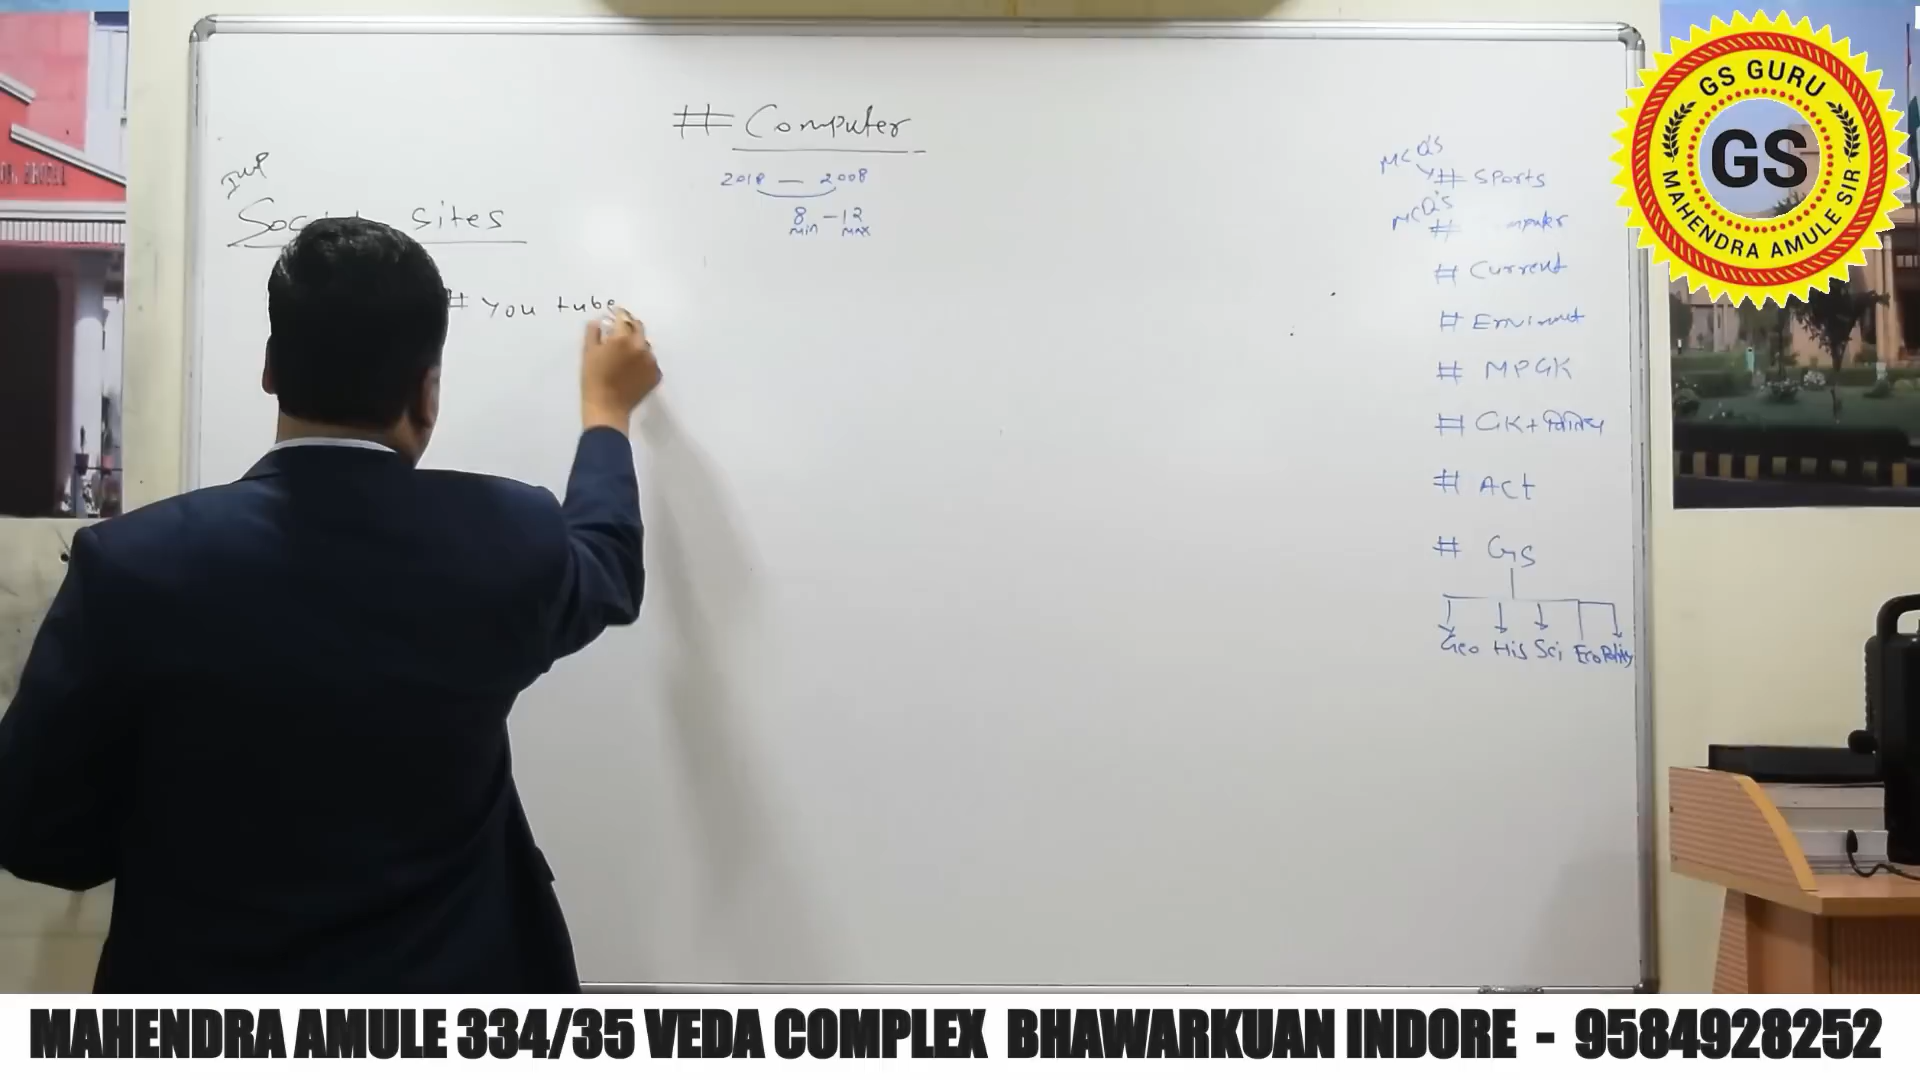 # Computer
2018 — 2008
8 - 12
min max
Imp
sites
# You tube
MCQ'S
# Sports
MCQ'S
#
# Current
#
# MPGK
# GK +
# ACt
# GS
Geo His Sci Eco Polity
GS GURU
GS
MAHENDRA AMULE SIR
MAHENDRA AMULE 334/35 VEDA COMPLEX BHAWARKUAN INDORE - 9584928252